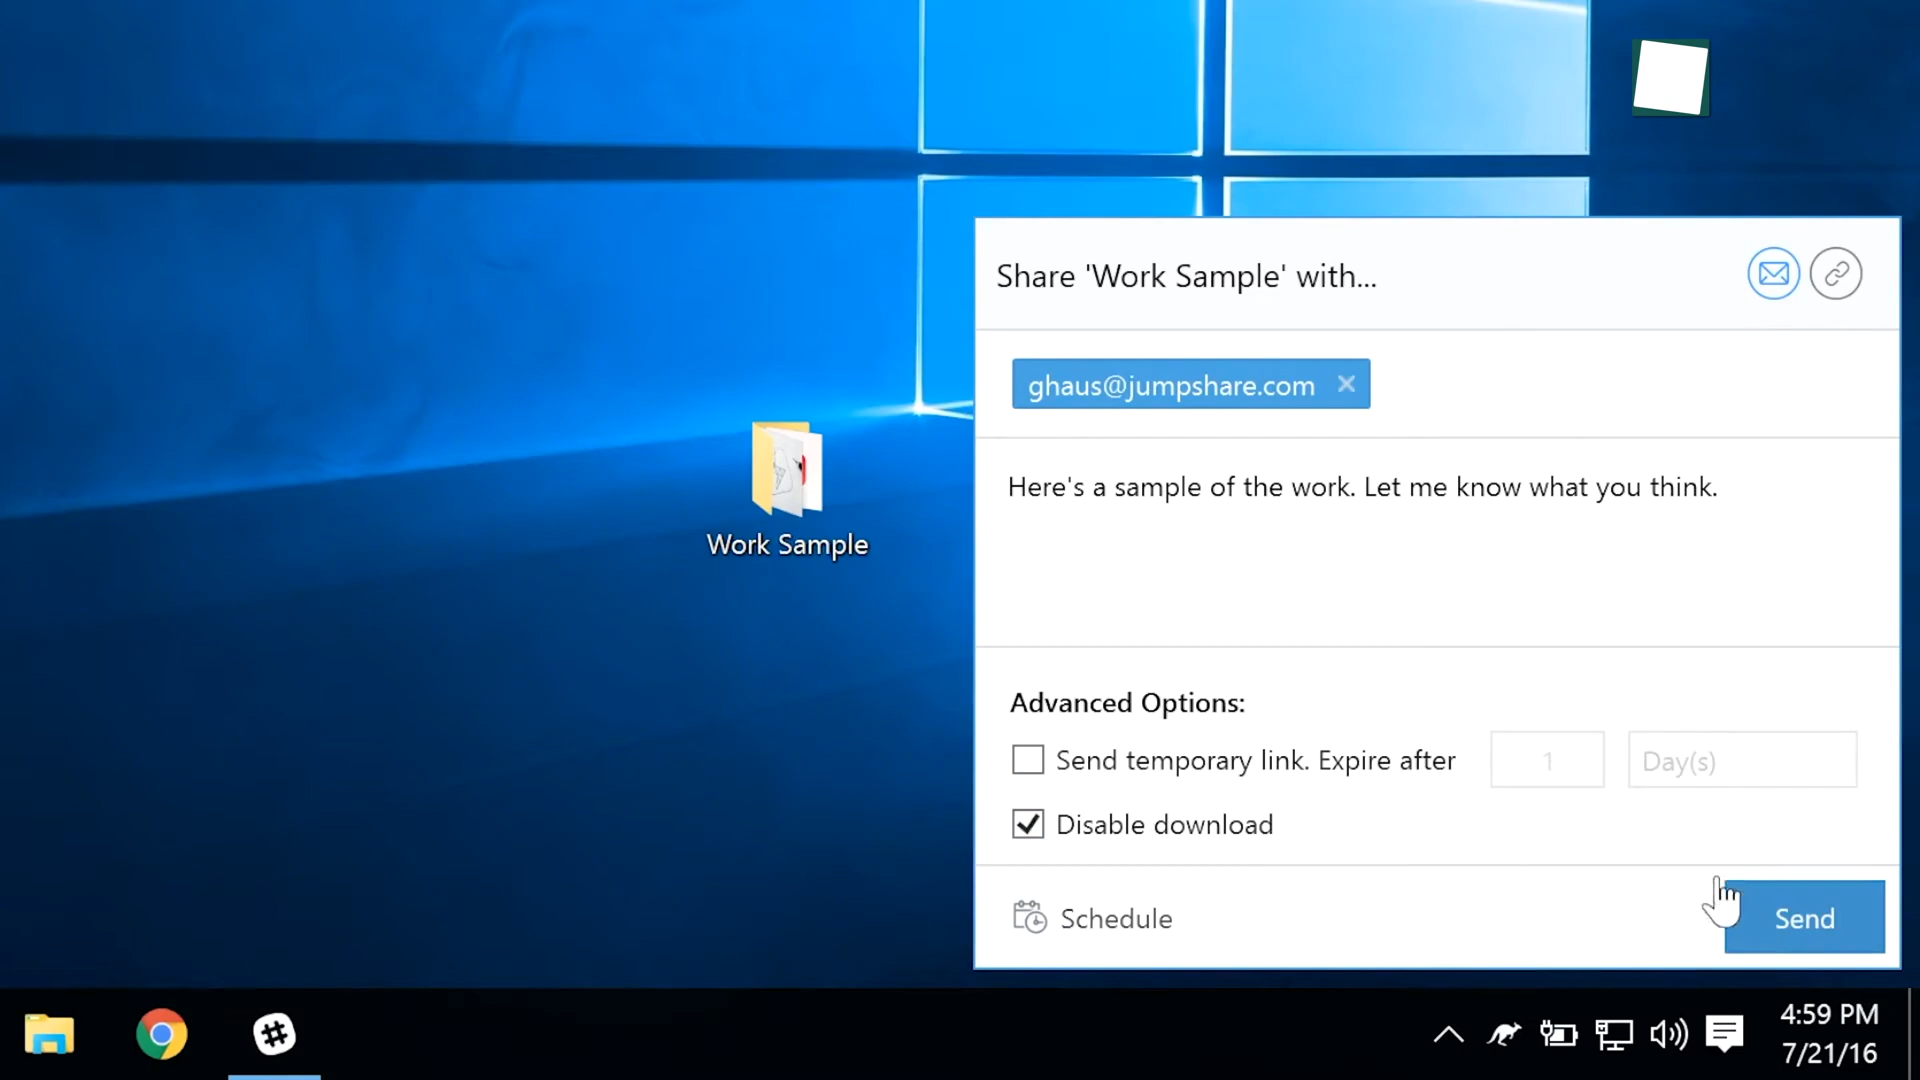 Share 'Work Sample' with...
ghaus@jumpshare.com
Here's a sample of the work. Let me know what you think.
Work Sample
Advanced Options:
Send temporary link. Expire after 1 Day(s)
Disable download
Schedule
Send
4:59 PM
7/21/16